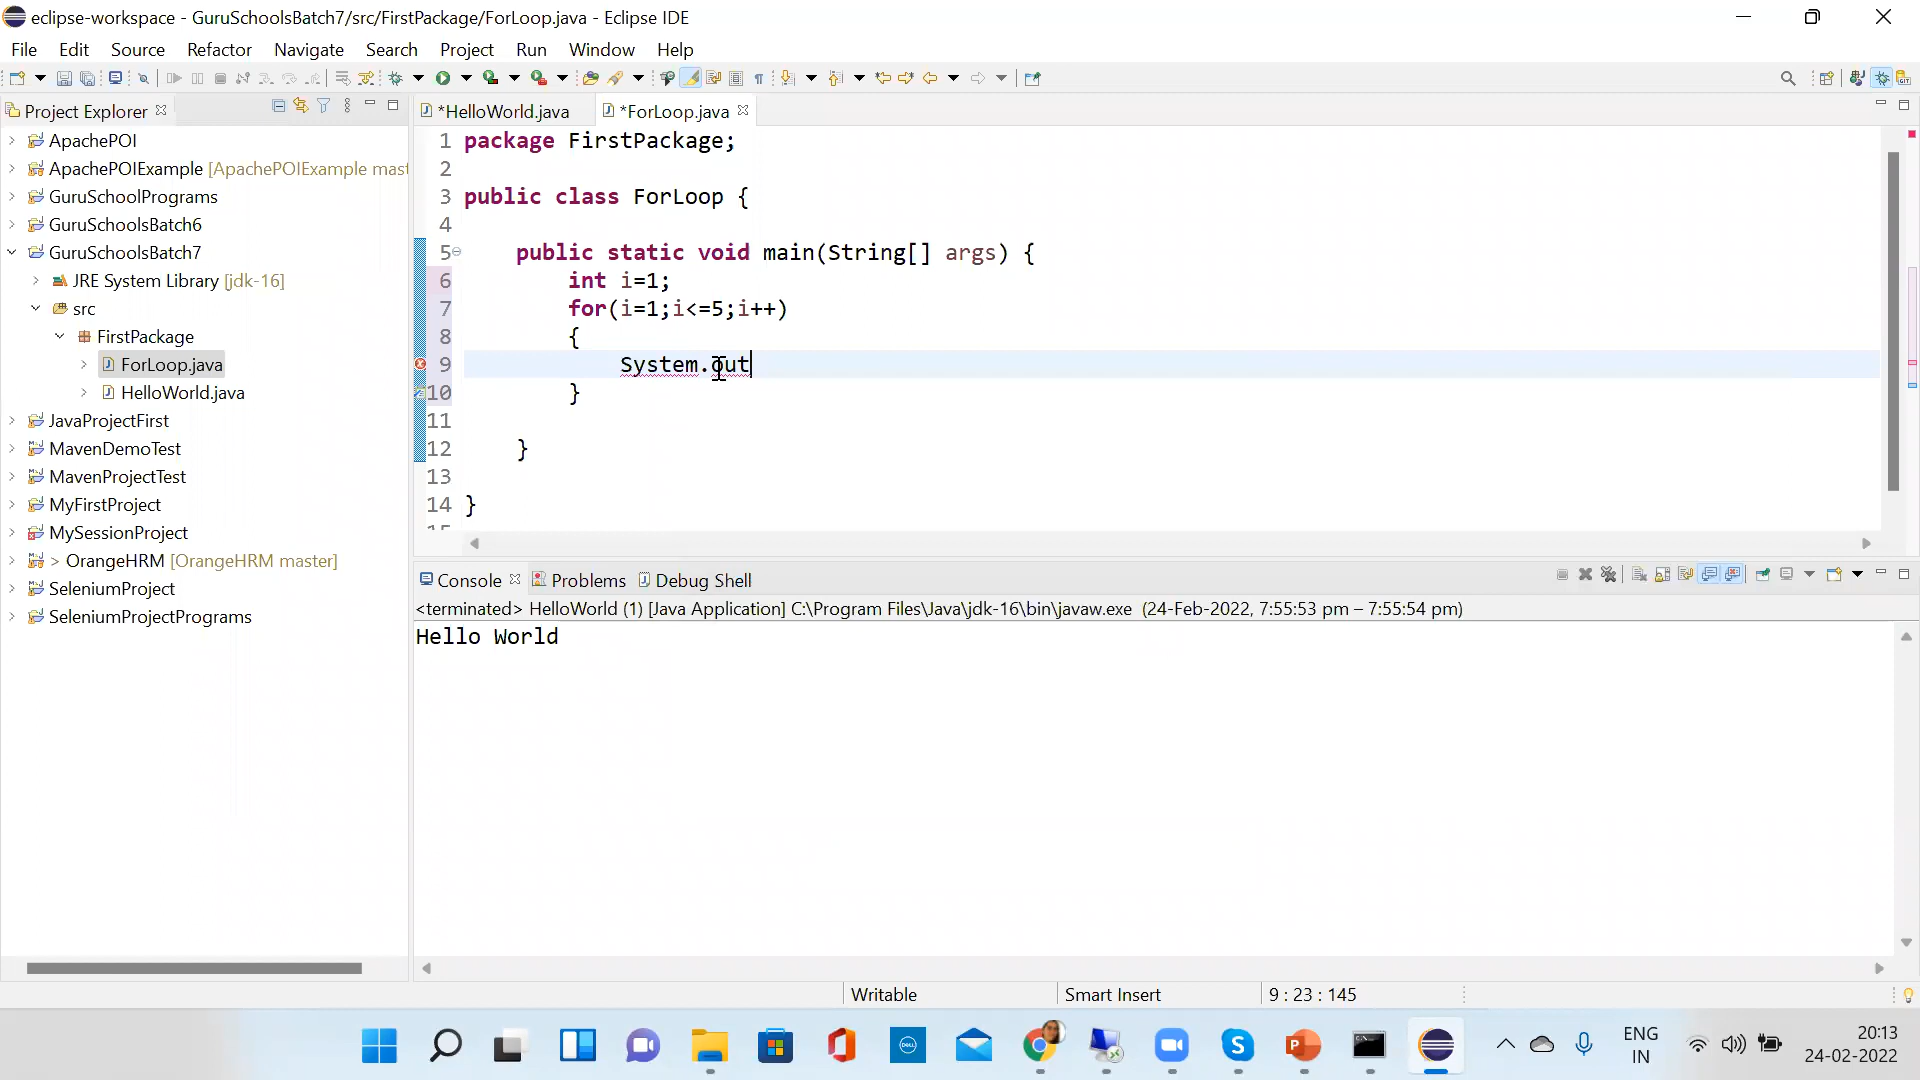 eclipse-workspace - GuruSchoolsBatch7/src/FirstPackage/ForLoop.java - Eclipse IDE
File Edit Source Refactor Navigate Search Project Run Window Help
Project Explorer
ApachePOI
ApachePOIExample [ApachePOIExample mast
GuruSchoolPrograms
GuruSchoolsBatch6
GuruSchoolsBatch7
JRE System Library [jdk-16]
src
FirstPackage
ForLoop.java
HelloWorld.java
JavaProjectFirst
MavenDemoTest
MavenProjectTest
MyFirstProject
MySessionProject
> OrangeHRM [OrangeHRM master]
SeleniumProject
SeleniumProjectPrograms
*HelloWorld.java *ForLoop.java
1 package FirstPackage;
2
3 public class ForLoop {
4
5 public static void main(String[] args) {
6 int i=1;
7 for(i=1;i<=5;i++)
8 {
9 System.out
10 }
11
12 }
13
14 }
15
Console Problems Debug Shell
<terminated> HelloWorld (1) [Java Application] C:\Program Files\Java\jdk-16\bin\javaw.exe (24-Feb-2022, 7:55:53 pm – 7:55:54 pm)
Hello World
Writable Smart Insert 9 : 23 : 145
ENG
IN
20:13
24-02-2022